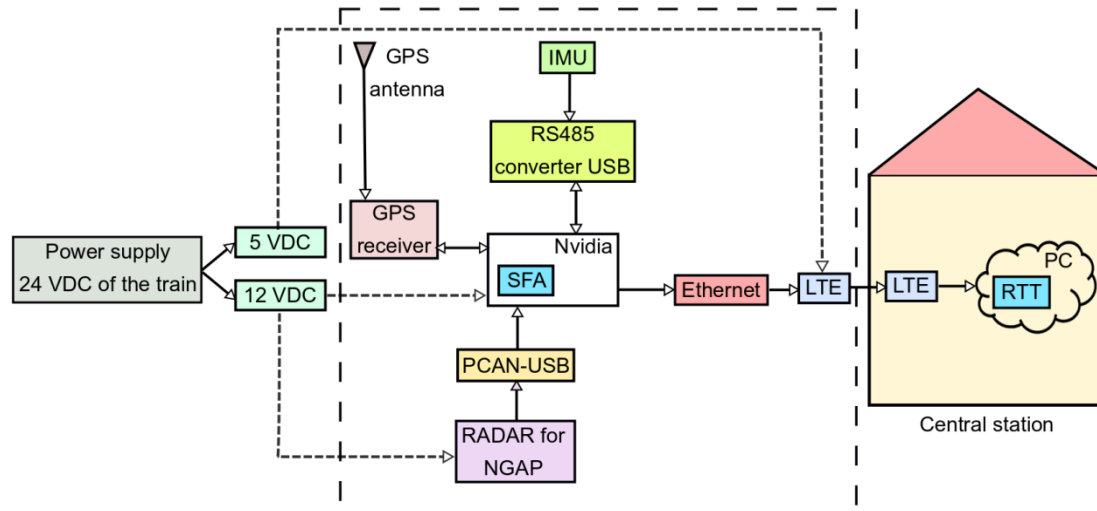 GPS
antenna
IMU
RS485
converter USB
GPS
receiver
Nvidia
SFA
Power supply
24 VDC of the train
5 VDC
12 VDC
Ethernet
LTE
LTE
PC
RTT
PCAN-USB
RADAR for
NGAP
Central station